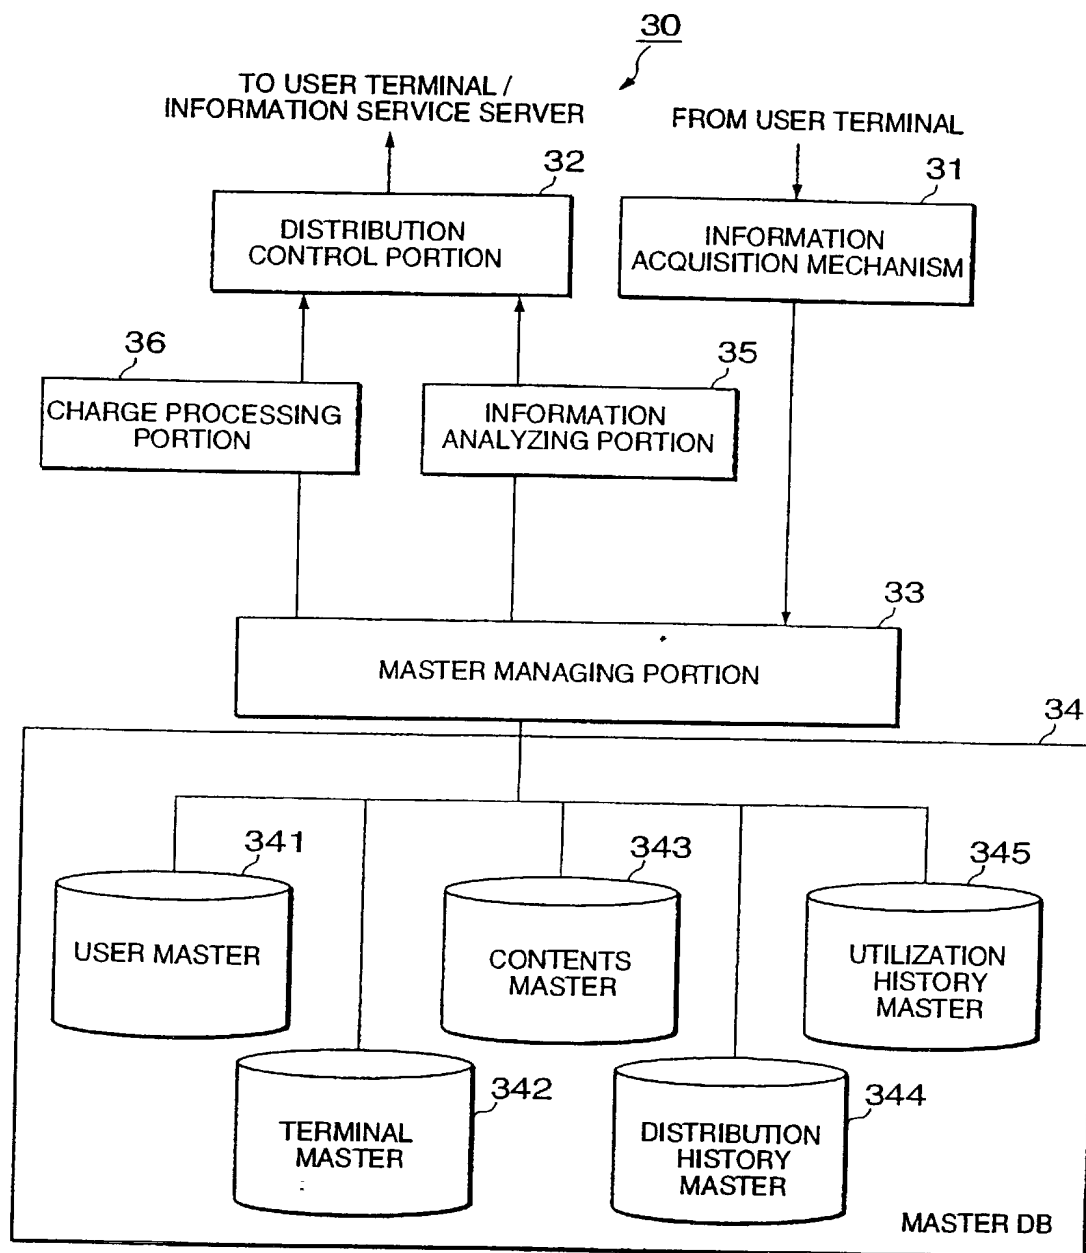 30
TO USER TERMINAL /
INFORMATION SERVICE SERVER
FROM USER TERMINAL
32
DISTRIBUTION
CONTROL PORTION
31
INFORMATION
ACQUISITION MECHANISM
36
CHARGE PROCESSING
PORTION
35
INFORMATION
ANALYZING PORTION
33
MASTER MANAGING PORTION
34
341
USER MASTER
343
CONTENTS
MASTER
345
UTILIZATION
HISTORY
MASTER
342
TERMINAL
MASTER
344
DISTRIBUTION
HISTORY
MASTER
MASTER DB